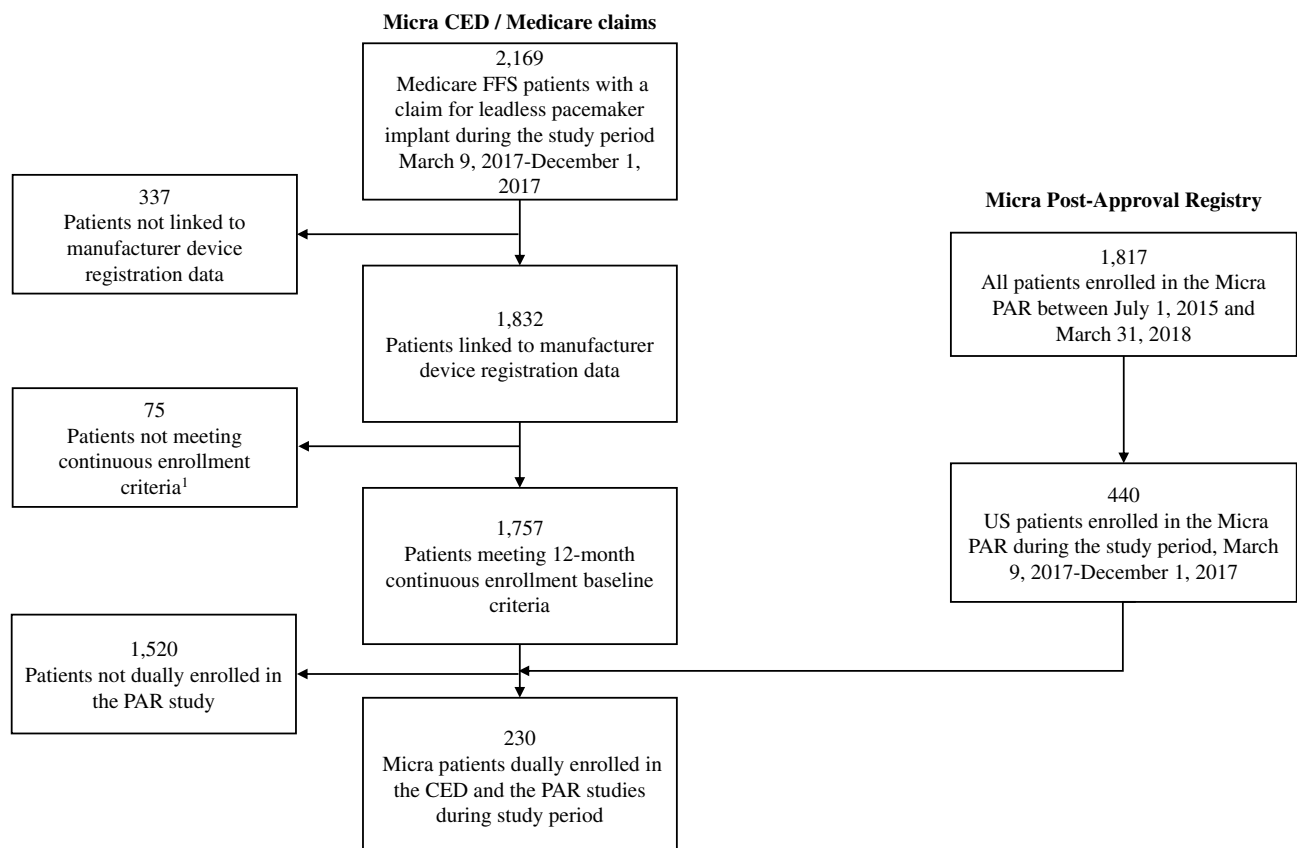 Micra CED / Medicare claims
2,169
Medicare FFS patients with a
claim for leadless pacemaker
implant during the study period
March 9, 2017-December 1,
2017
337
Patients not linked to
manufacturer device
registration data
1,832
Patients linked to manufacturer
device registration data
75
Patients not meeting
continuous enrollment
criteria¹
1,757
Patients meeting 12-month
continuous enrollment baseline
criteria
1,520
Patients not dually enrolled in
the PAR study
230
Micra patients dually enrolled in
the CED and the PAR studies
during study period
Micra Post-Approval Registry
1,817
All patients enrolled in the Micra
PAR between July 1, 2015 and
March 31, 2018
440
US patients enrolled in the Micra
PAR during the study period, March
9, 2017-December 1, 2017